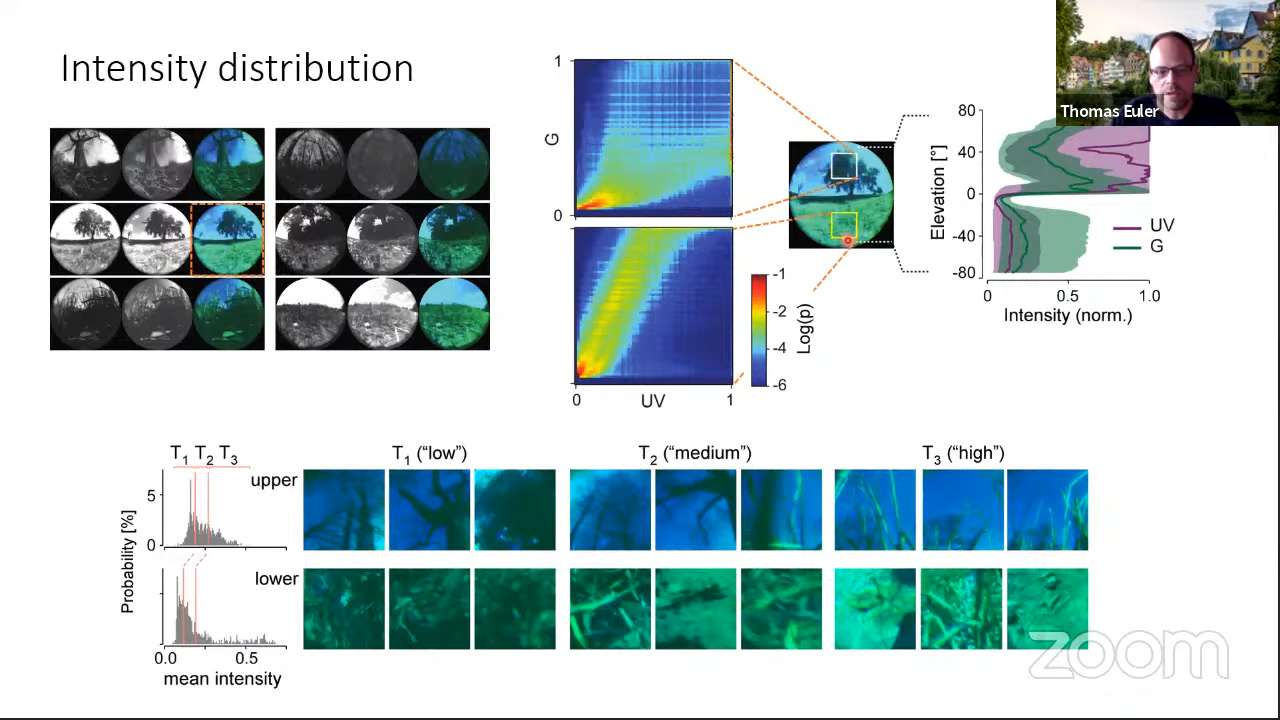 Intensity distribution
Thomas Euler
1
G
0
0
UV
1
-1
-2
-4
-6
Log(p)
80
40
0
-40
-80
Elevation [°]
UV
G
0
0.5
1.0
Intensity (norm.)
T1 T2 T3
T1 (“low”)
T2 (“medium”)
T3 (“high”)
upper
5
0
Probability [%]
lower
0.0
0.5
mean intensity
zoom